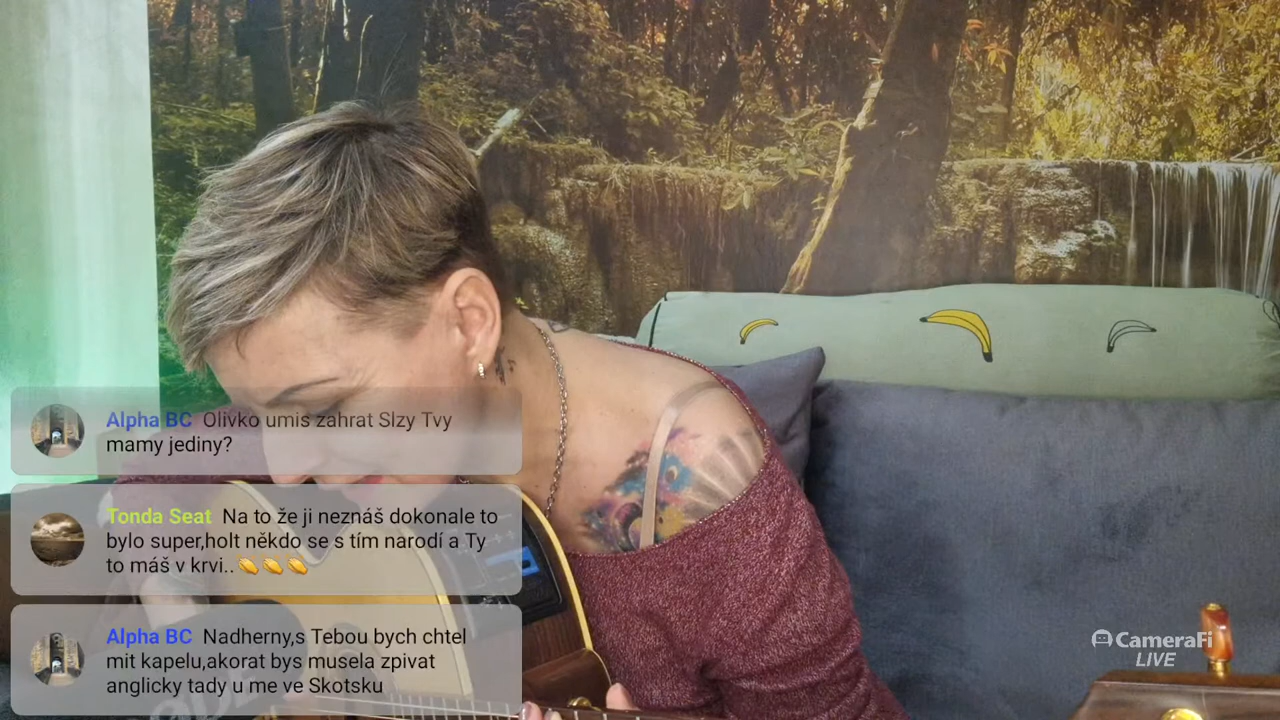 Alpha BC Olivko umis zahrat Slzy Tvy
mamy jediny?
Tonda Seat Na to že ji neznáš dokonale to
bylo super,holt někdo se s tím narodí a Ty
to máš v krvi..👏👏👏
Alpha BC Nadherny,s Tebou bych chtel
mit kapelu,akorat bys musela zpivat
anglicky tady u me ve Skotsku
CameraFi
LIVE